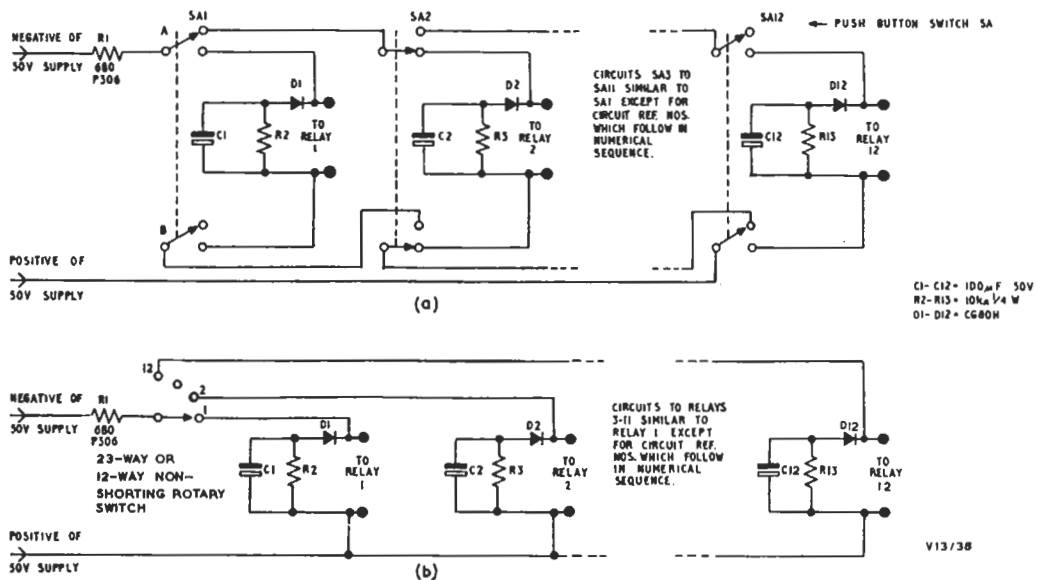 SA1
SA2
SA12
← PUSH BUTTON SWITCH SA
NEGATIVE OF
50V SUPPLY
R1
680
P306
A
D1
C1
R2
TO
RELAY
1
D2
C2
R3
TO
RELAY
2
CIRCUITS SA3 TO
SA11 SIMILAR TO
SA1 EXCEPT FOR
CIRCUIT REF. NOS.
WHICH FOLLOW IN
NUMERICAL
SEQUENCE.
D12
C12
R13
TO
RELAY
12
B
POSITIVE OF
50V SUPPLY
(a)
C1-C12 = 100µF 50V
R2-R13 = 10kΩ 1/4 W
D1-D12 = CG80H
12
2
1
NEGATIVE OF
50V SUPPLY
R1
680
P306
23-WAY OR
12-WAY NON-
SHORTING ROTARY
SWITCH
D1
C1
R2
TO
RELAY
1
D2
C2
R3
TO
RELAY
2
CIRCUITS TO RELAYS
3-11 SIMILAR TO
RELAY 1 EXCEPT
FOR CIRCUIT REF.
NOS. WHICH FOLLOW
IN NUMERICAL
SEQUENCE.
D12
C12
R13
TO
RELAY
12
POSITIVE OF
50V SUPPLY
(b)
V13/38